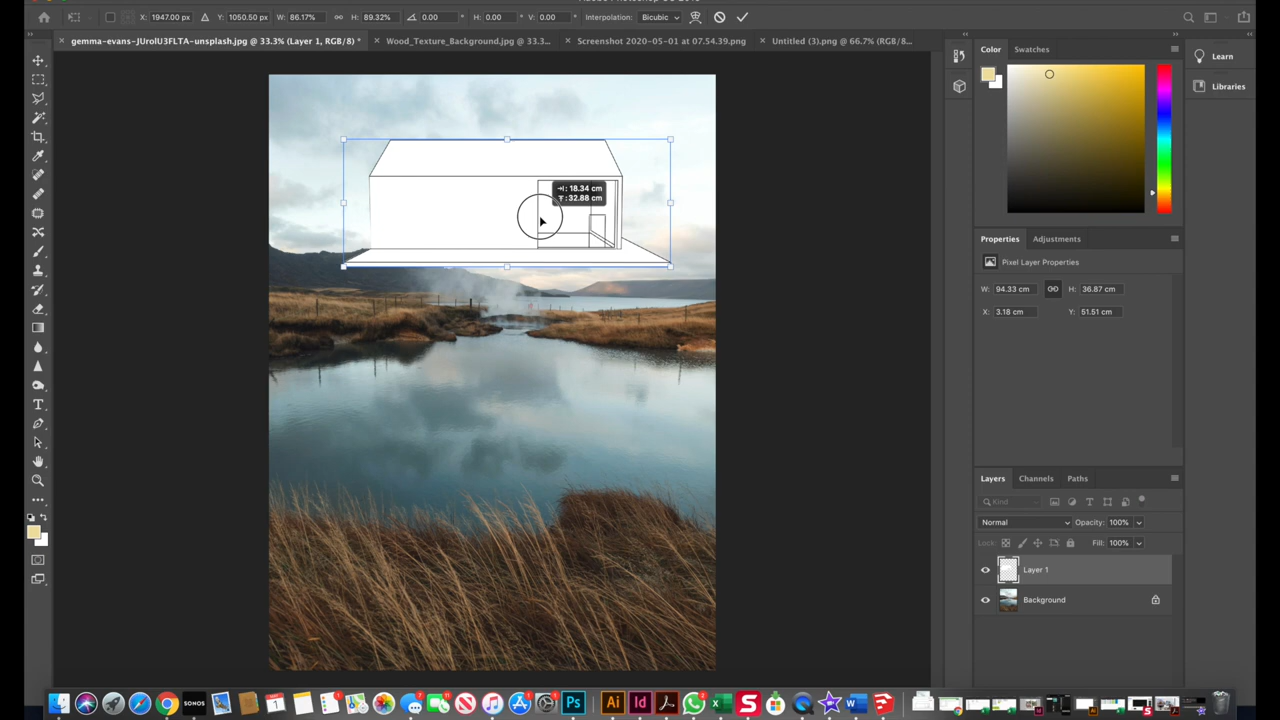 X: 1947.00 px Y: 1050.50 px W: 86.17% H: 89.32% 0.00 ° H: 0.00 ° V: 0.00 ° Interpolation: Bicubic
× gemma-evans-JUrolU3FLTA-unsplash.jpg @ 33.3% (Layer 1, RGB/8) * × Wood_Texture_Background.jpg @ 33.3... × Screenshot 2020-05-01 at 07.54.39.png × Untitled (3).png @ 66.7% (RGB/8...
Color Swatches
Learn
Libraries
18.34 cm
32.88 cm
Properties Adjustments
Pixel Layer Properties
W: 94.33 cm H: 36.87 cm
X: 3.18 cm Y: 51.51 cm
Layers Channels Paths
Kind
Normal Opacity: 100%
Lock: Fill: 100%
Layer 1
Background
SONOS
Ps Ai Id